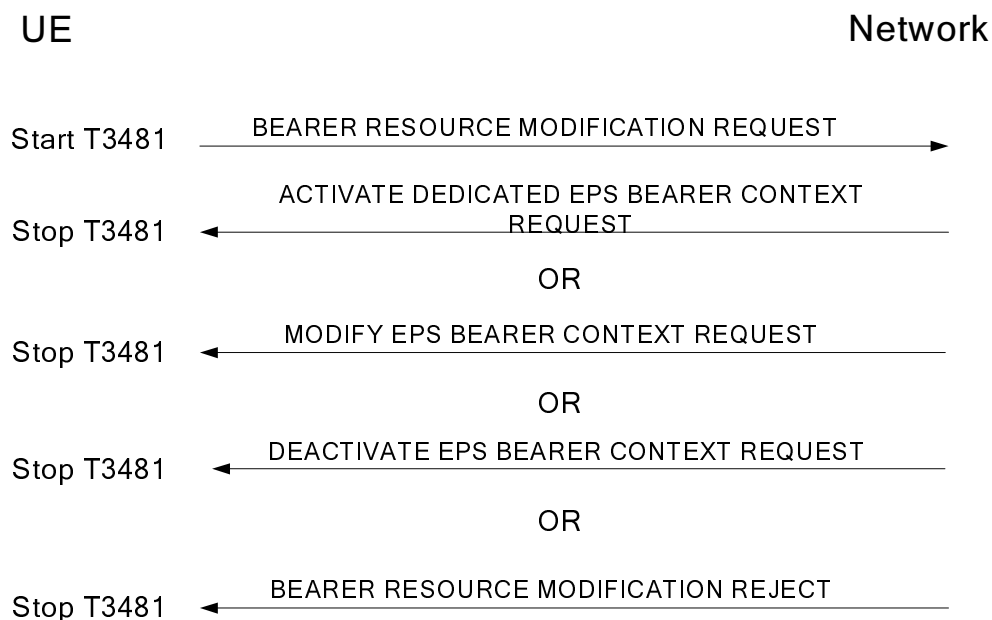 UE Network
Start T3481 BEARER RESOURCE MODIFICATION REQUEST
ACTIVATE DEDICATED EPS BEARER CONTEXT
Stop T3481 REQUEST
OR
Stop T3481 MODIFY EPS BEARER CONTEXT REQUEST
OR
Stop T3481 DEACTIVATE EPS BEARER CONTEXT REQUEST
OR
Stop T3481 BEARER RESOURCE MODIFICATION REJECT